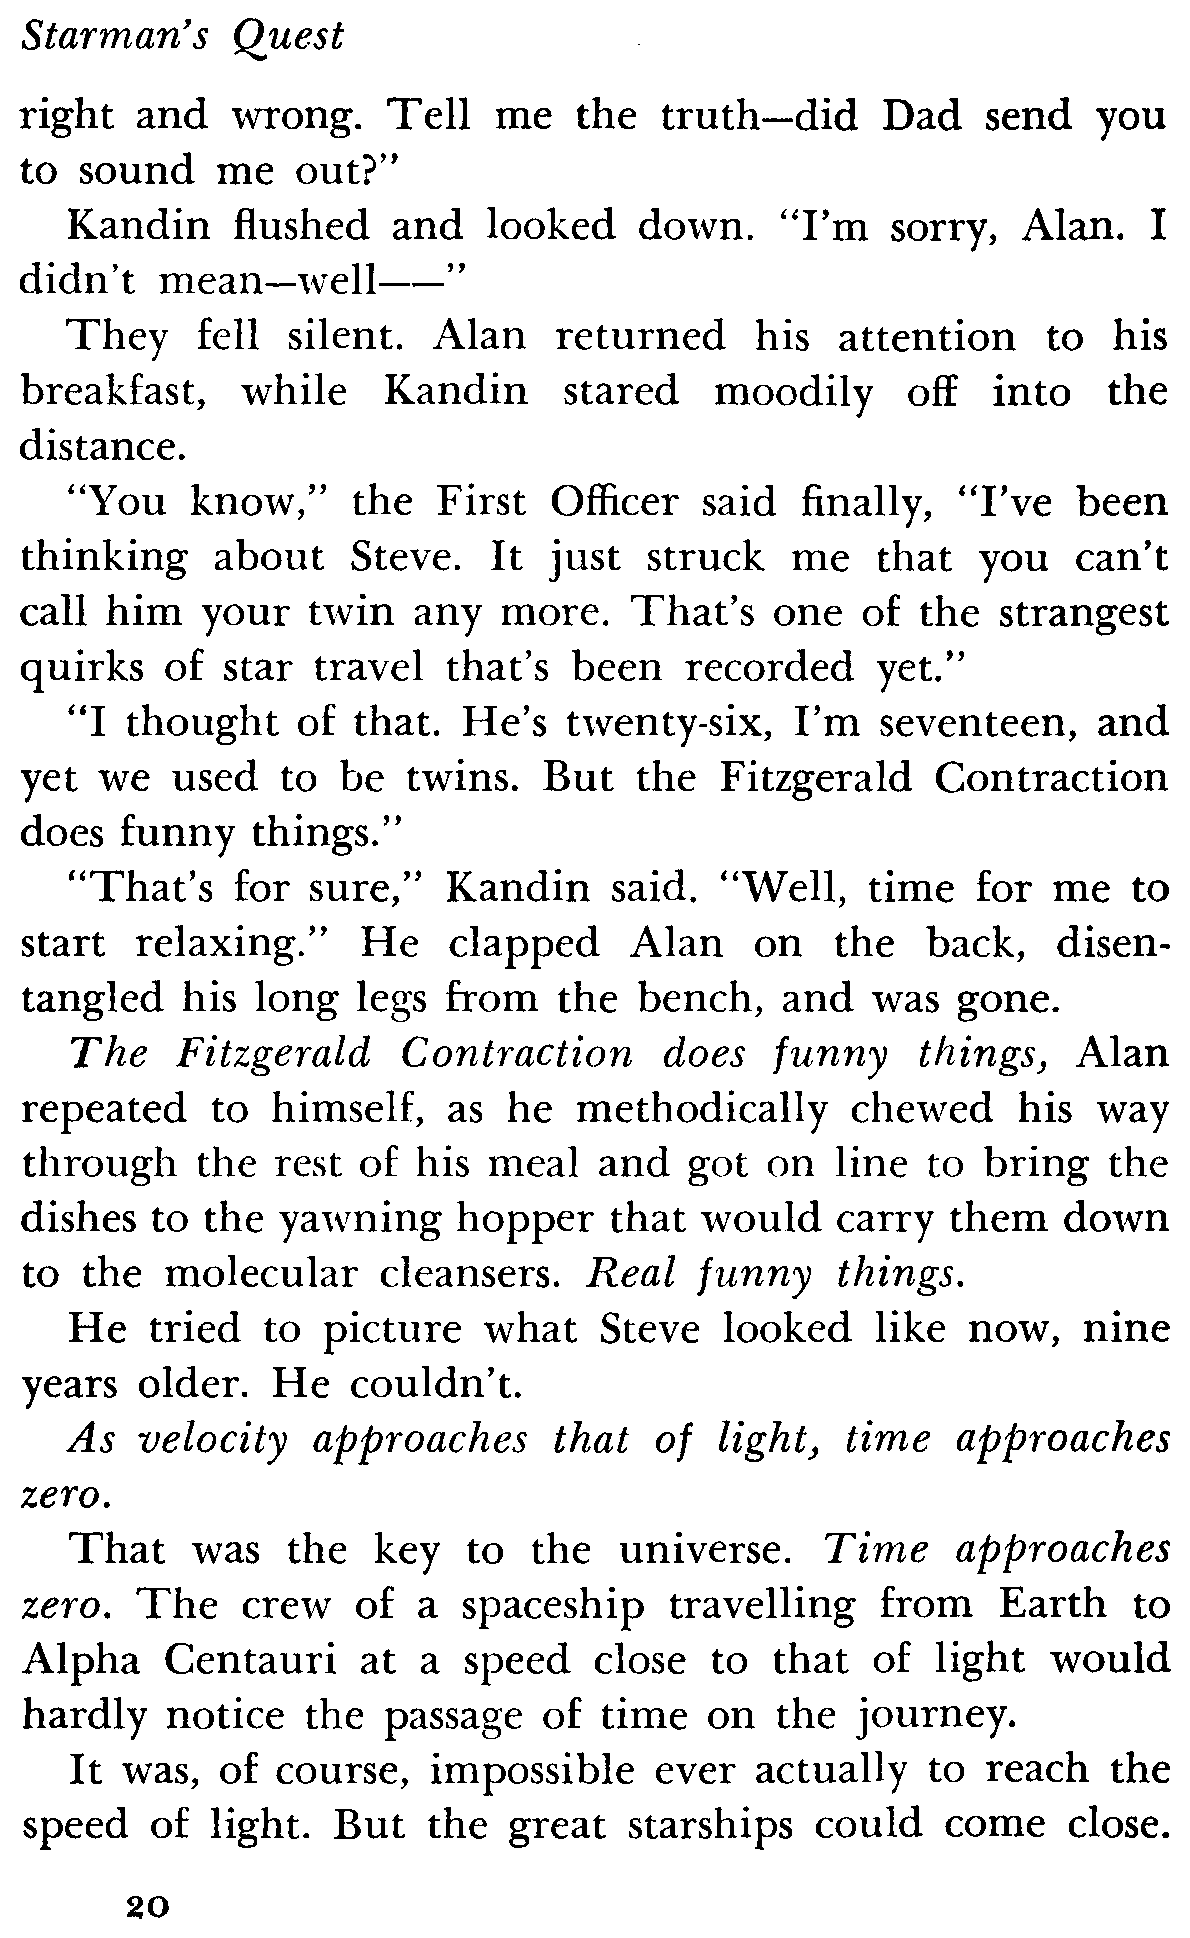 Starman's Quest
right and wrong. Tell me the truth—did Dad send you
to sound me out?"
Kandin flushed and looked down. "I'm sorry, Alan. I
didn't mean—well——"
They fell silent. Alan returned his attention to his
breakfast, while Kandin stared moodily off into the
distance.
"You know," the First Officer said finally, "I've been
thinking about Steve. It just struck me that you can't
call him your twin any more. That's one of the strangest
quirks of star travel that's been recorded yet."
"I thought of that. He's twenty-six, I'm seventeen, and
yet we used to be twins. But the Fitzgerald Contraction
does funny things."
"That's for sure," Kandin said. "Well, time for me to
start relaxing." He clapped Alan on the back, disen-
tangled his long legs from the bench, and was gone.
The Fitzgerald Contraction does funny things, Alan
repeated to himself, as he methodically chewed his way
through the rest of his meal and got on line to bring the
dishes to the yawning hopper that would carry them down
to the molecular cleansers. Real funny things.
He tried to picture what Steve looked like now, nine
years older. He couldn't.
As velocity approaches that of light, time approaches
zero.
That was the key to the universe. Time approaches
zero. The crew of a spaceship travelling from Earth to
Alpha Centauri at a speed close to that of light would
hardly notice the passage of time on the journey.
It was, of course, impossible ever actually to reach the
speed of light. But the great starships could come close.
20